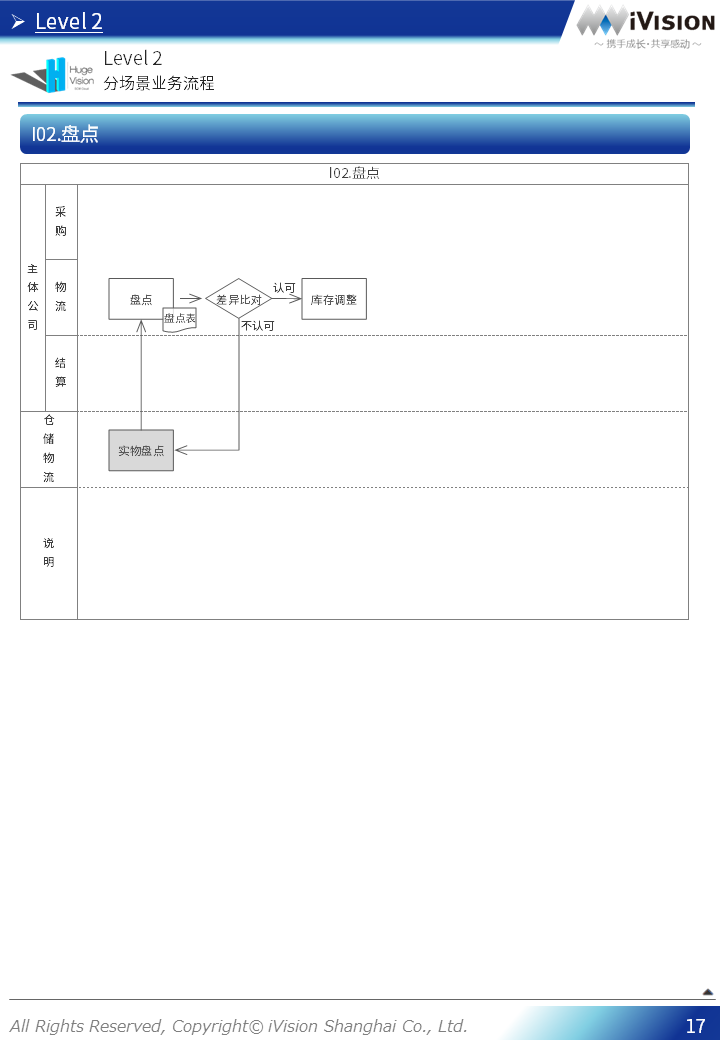 Level 2
iVISION
～ 携手成长·共享感动 ～
Huge
Vision
Level 2
分场景业务流程
I02.盘点
I02.盘点
主体公司
采购
物流
结算
盘点
盘点表
差异比对
认可
不认可
库存调整
仓储物流
实物盘点
说明
All Rights Reserved, Copyright© iVision Shanghai Co., Ltd.
17